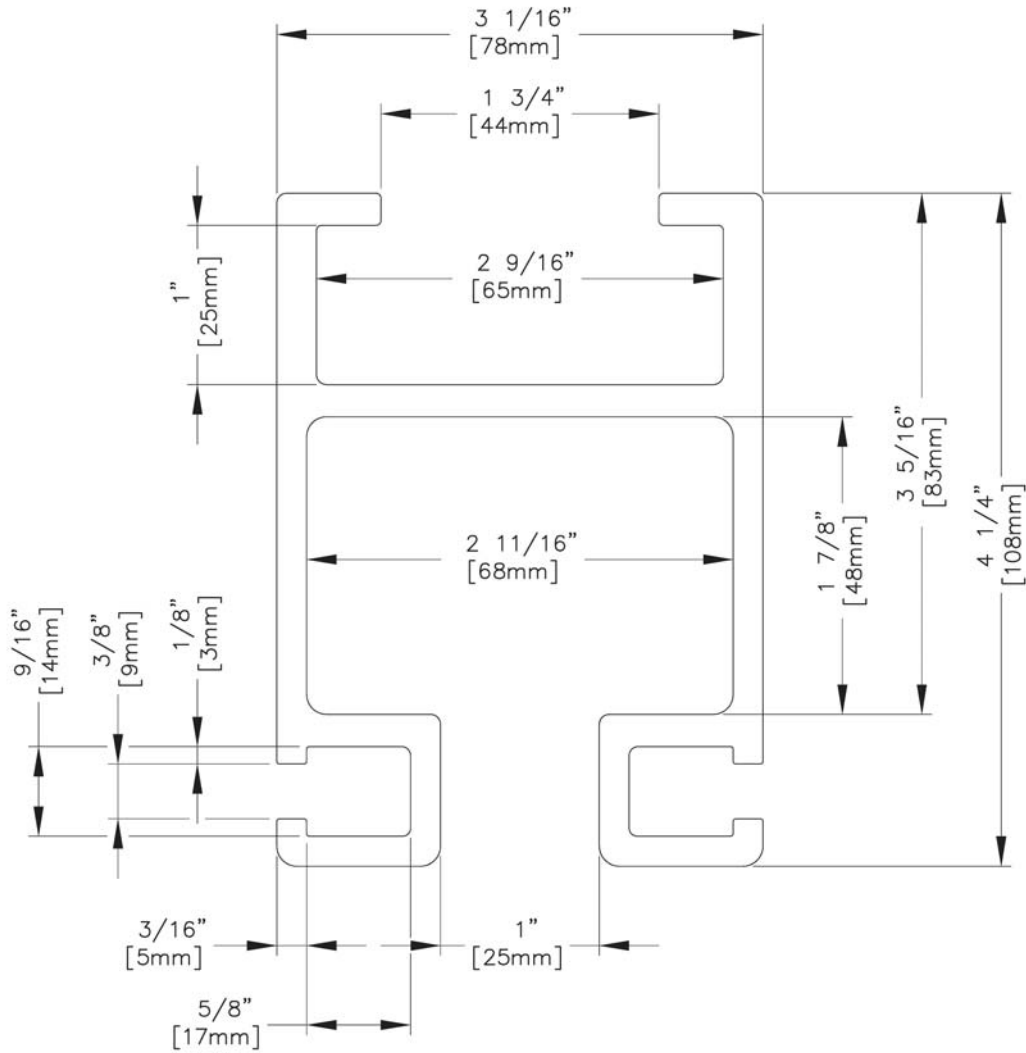 3 1/16”
[78mm]
1 3/4”
[44mm]
2 9/16”
[65mm]
1”
[25mm]
3 5/16”
[83mm]
4 1/4”
[108mm]
1 7/8”
[48mm]
2 11/16”
[68mm]
9/16”
[14mm]
3/8”
[9mm]
1/8”
[3mm]
3/16”
[5mm]
1”
[25mm]
5/8”
[17mm]